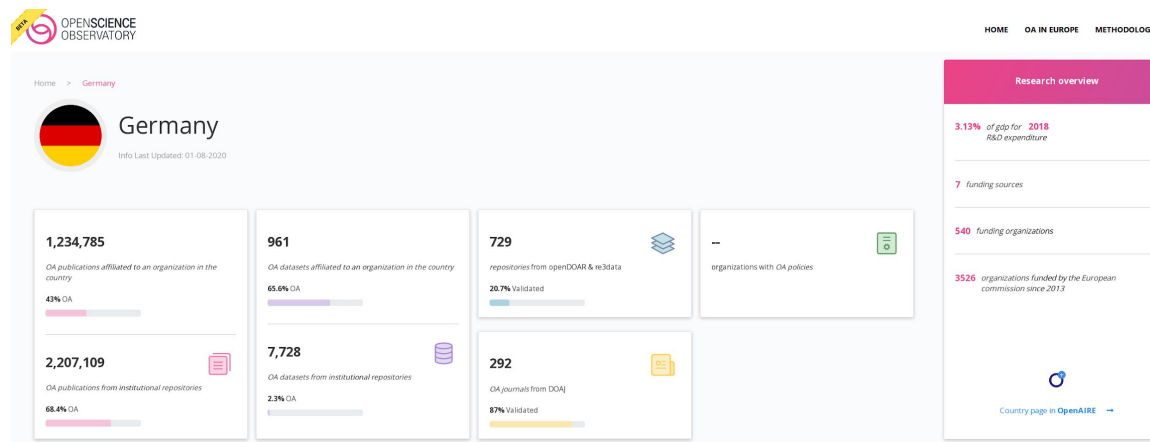 BETA
OPENSCIENCE
OBSERVATORY
HOME OA IN EUROPE METHODOLOG
Home > Germany
Germany
Info Last Updated: 01-08-2020
1,234,785
OA publications affiliated to an organization in the
country
43% OA
2,207,109
OA publications from institutional repositories
68.4% OA
961
OA datasets affiliated to an organization in the country
65.6% OA
7,728
OA datasets from institutional repositories
2.3% OA
729
repositories from openDOAR & re3data
20.7% Validated
292
OA journals from DOAJ
87% Validated
--
organizations with OA policies
Research overview
3.13% of gdp for 2018
R&D expenditure
7 funding sources
540 funding organizations
3526 organizations funded by the European
commission since 2013
Country page in OpenAIRE →